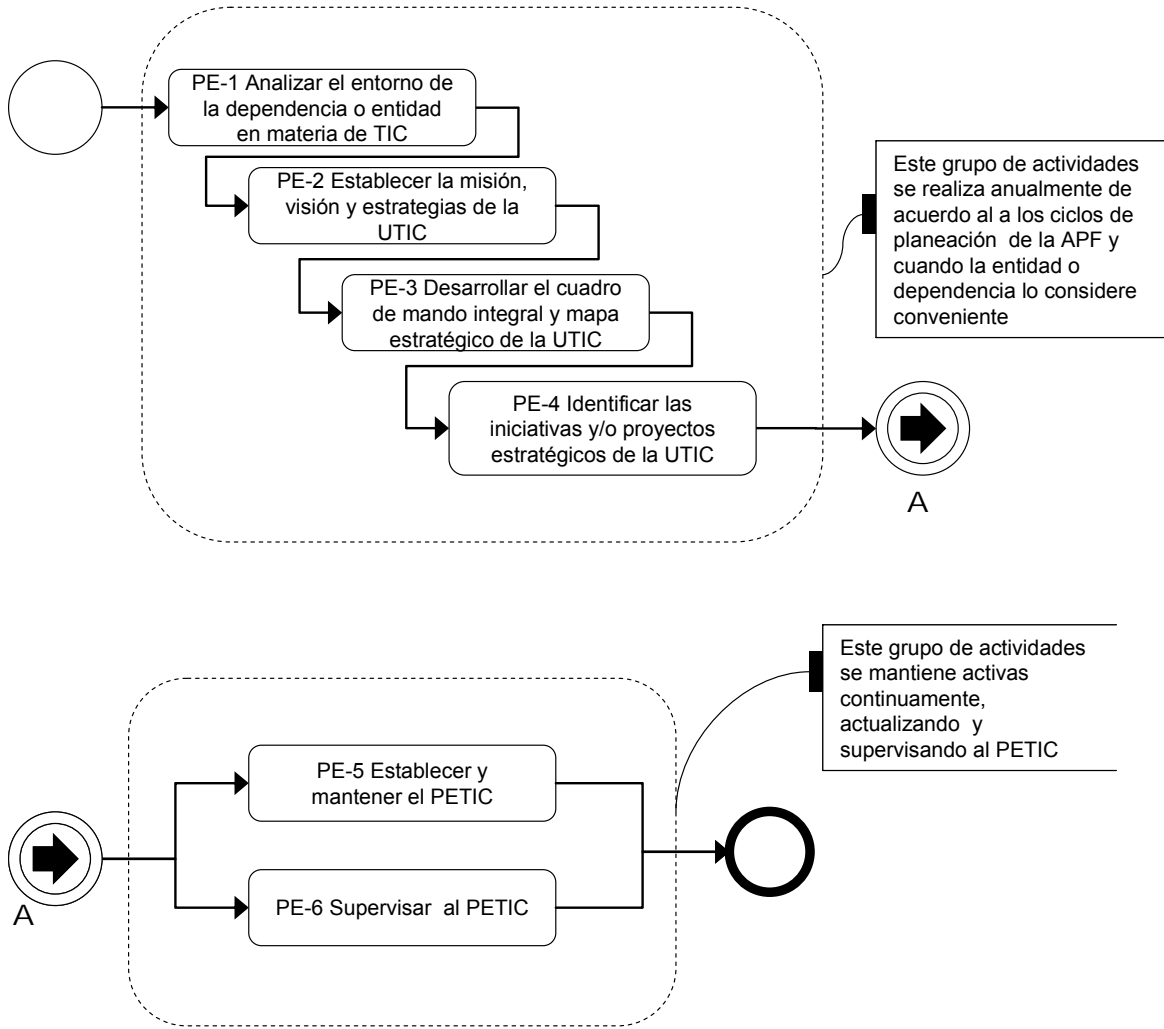 PE-1 Analizar el entorno de
la dependencia o entidad
en materia de TIC
PE-2 Establecer la misión,
visión y estrategias de la
UTIC
PE-3 Desarrollar el cuadro
de mando integral y mapa
estratégico de la UTIC
PE-4 Identificar las
iniciativas y/o proyectos
estratégicos de la UTIC
Este grupo de actividades
se realiza anualmente de
acuerdo al a los ciclos de
planeación de la APF y
cuando la entidad o
dependencia lo considere
conveniente
A
Este grupo de actividades
se mantiene activas
continuamente,
actualizando y
supervisando al PETIC
PE-5 Establecer y
mantener el PETIC
PE-6 Supervisar al PETIC
A